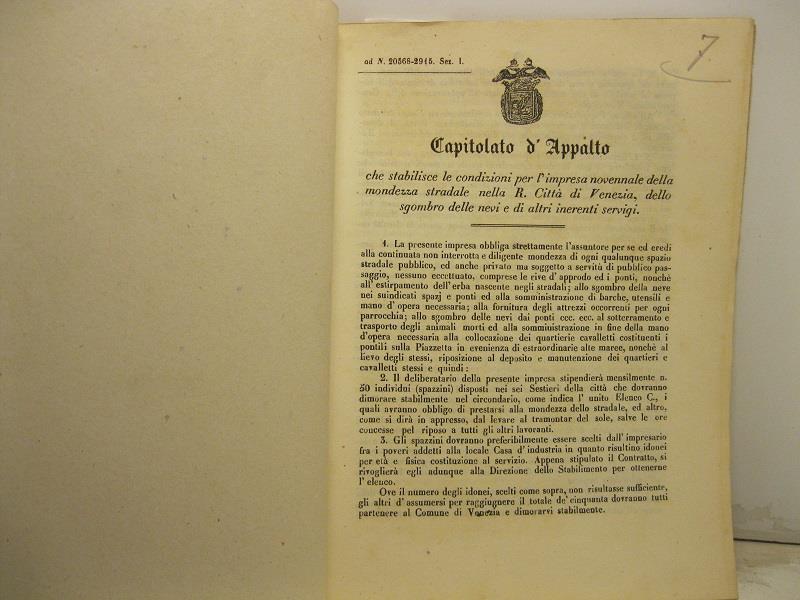 7
ad N. 20568-2915. Sez. I.
Capitolato d'Appalto
che stabilisce le condizioni per l'impresa novennale della
mondezza stradale nella R. Città di Venezia, dello
sgombro delle nevi e di altri inerenti servigi.
1. La presente impresa obbliga strettamente l'assuntore per se ed eredi
alla continuata non interrotta e diligente mondezza di ogni qualunque spazio
stradale pubblico, ed anche privato ma soggetto a servitù di pubblico pas-
saggio, nessuno eccettuato, comprese le rive d'approdo ed i ponti, nonchè
all'estirpamento dell'erba nascente negli stradali; allo sgombro della neve
nei suindicati spazj e ponti ed alla somministrazione di barche, utensili e
mano d'opera necessaria; alla fornitura degli attrezzi occorrenti per ogni
parrocchia; allo sgombro delle nevi dai ponti ecc. ecc. al sotterramento e
trasporto degli animali morti ed alla somministrazione in fine della mano
d'opera necessaria alla collocazione dei quartieri e cavalletti costituenti i
pontili sulla Piazzetta in evenienza di estraordinarie alte maree, nonchè al
lievo degli stessi, riposizione al deposito e manutenzione dei quartieri e
cavalletti stessi e quindi:
2. Il deliberatario della presente impresa stipendierà mensilmente n.
50 individui (spazzini) disposti nei sei Sestieri della città che dovranno
dimorare stabilmente nel circondario, come indica l'unito Elenco C., i
quali avranno obbligo di prestarsi alla mondezza dello stradale, ed altro,
come si dirà in appresso, dal levare al tramontar del sole, salve le ore
concesse pel riposo a tutti gli altri lavoranti.
3. Gli spazzini dovranno preferibilmente essere scelti dall'impresario
fra i poveri addetti alla locale Casa d'industria in quanto risultino idonei
per età e fisica costituzione al servizio. Appena stipulato il Contratto, si
rivoglierà egli adunque alla Direzione dello Stabilimento per ottenerne
l'elenco.
Ove il numero degli idonei, scelti come sopra, non risultasse sufficiente,
gli altri d'assumersi per raggiugnere il totale de' cinquanta dovranno tutti
partenere al Comune di Venezia e dimorarvi stabilmente.